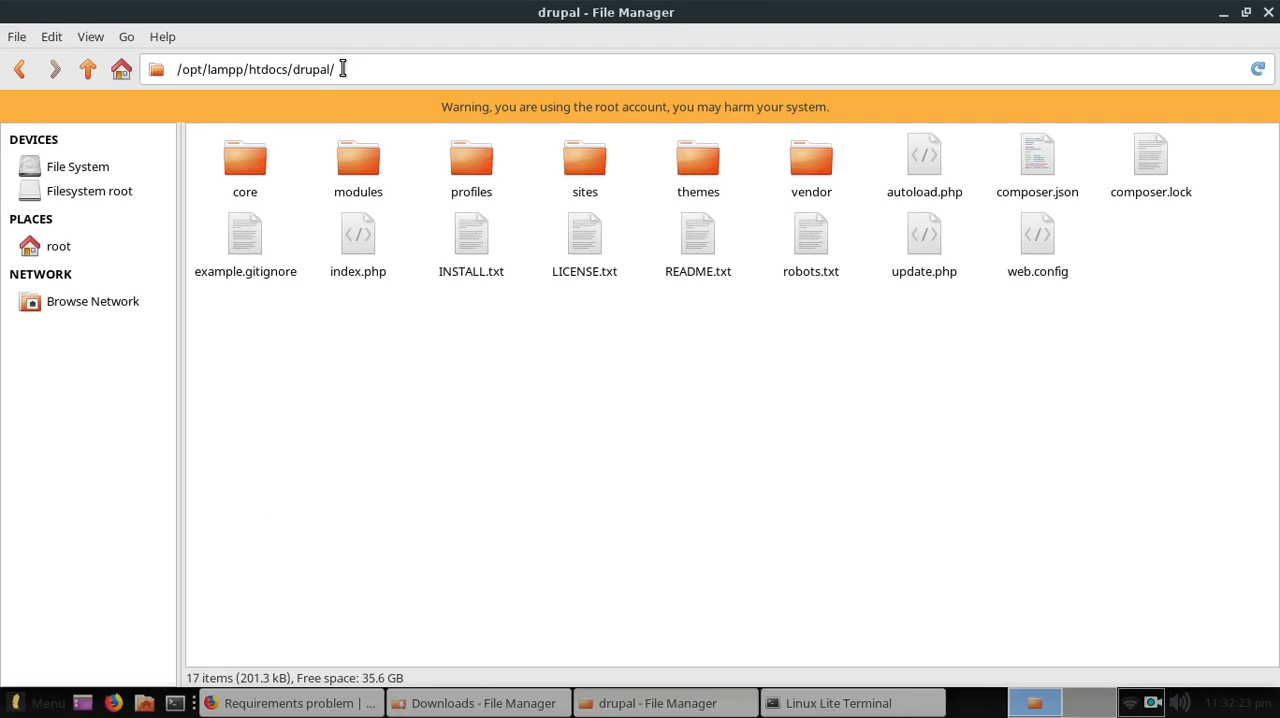 drupal - File Manager
File Edit View Go Help
/opt/lampp/htdocs/drupal/
Warning, you are using the root account, you may harm your system.
DEVICES
File System
Filesystem root
PLACES
root
NETWORK
Browse Network
core modules profiles sites themes vendor autoload.php composer.json composer.lock
example.gitignore index.php INSTALL.txt LICENSE.txt README.txt robots.txt update.php web.config
17 items (201.3 kB), Free space: 35.6 GB
Menu Requirements problem | ... Downloads - File Manager drupal - File Manager Linux Lite Terminal 11:32:23 pm